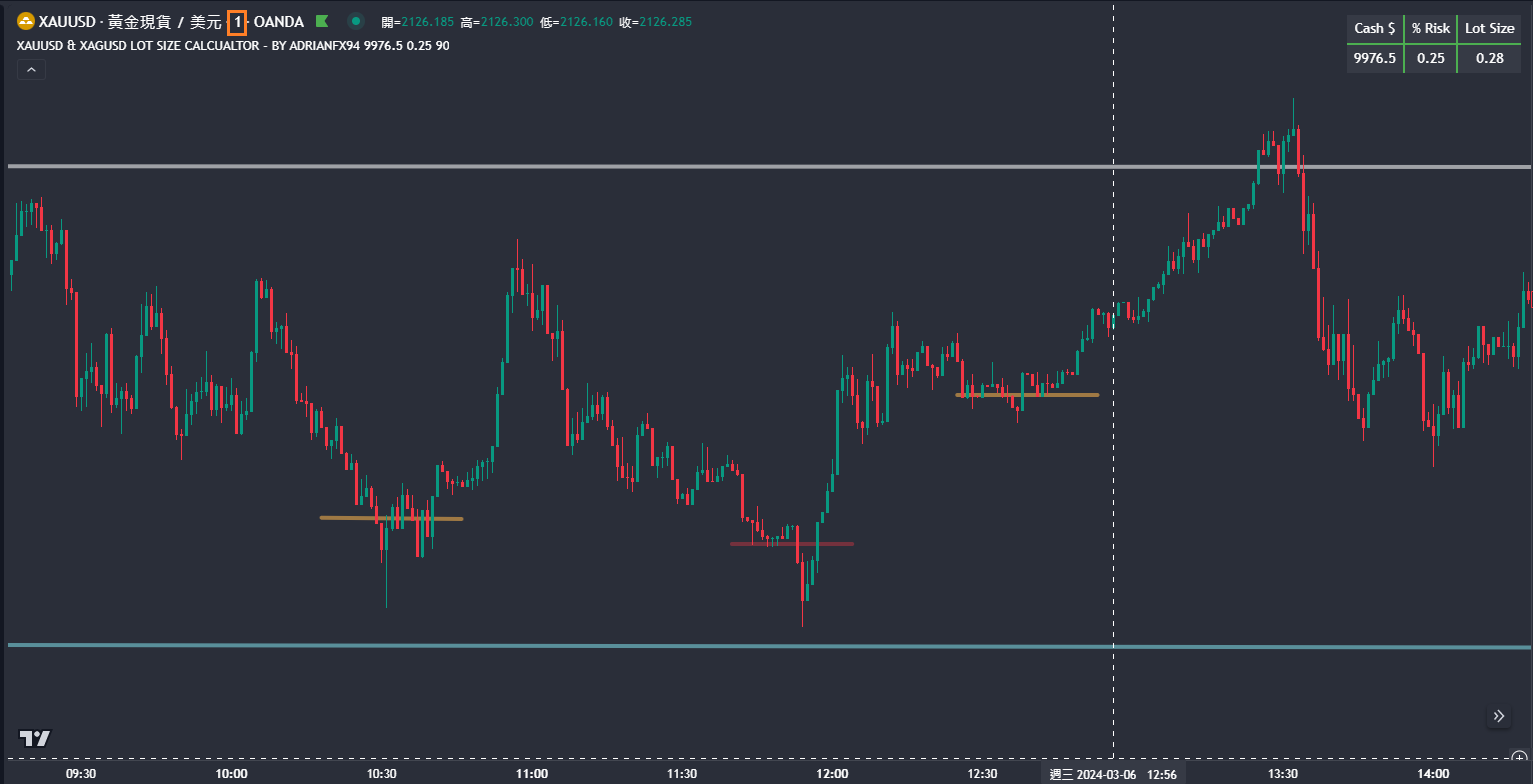 XAUUSD · 黃金現貨 / 美元 · 1 · OANDA 開=2126.185 高=2126.300 低=2126.160 收=2126.285
XAUUSD & XAGUSD LOT SIZE CALCUALTOR - BY ADRIANFX94 9976.5 0.25 90
Cash $ % Risk Lot Size
9976.5 0.25 0.28
09:30 10:00 10:30 11:00 11:30 12:00 12:30 週三 2024-03-06 12:56 13:30 14:00